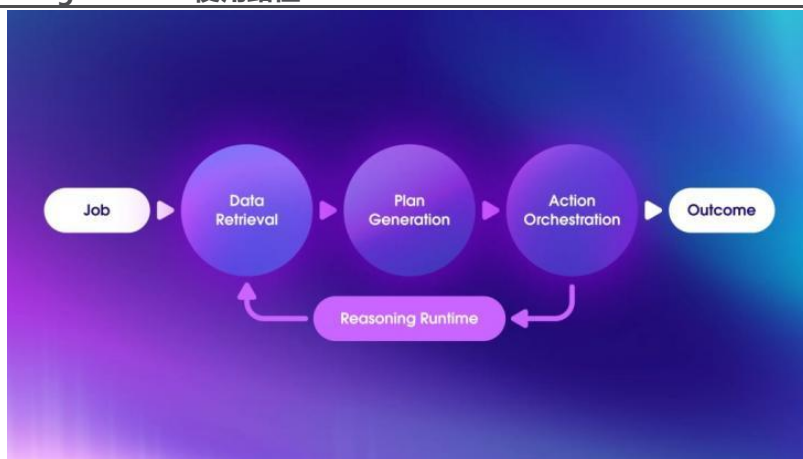 Job
Data
Retrieval
Plan
Generation
Action
Orchestration
Outcome
Reasoning Runtime